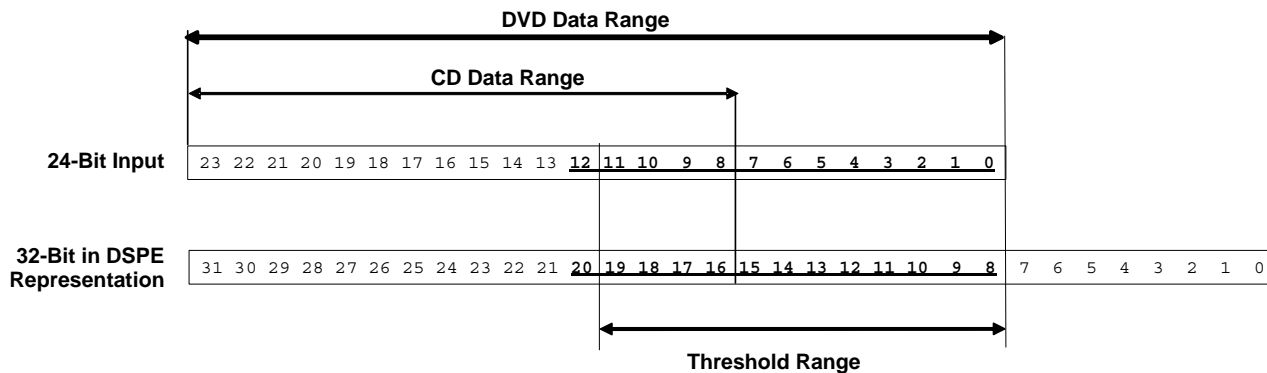 DVD Data Range
CD Data Range
24-Bit Input
23 22 21 20 19 18 17 16 15 14 13 12 11 10 9 8 7 6 5 4 3 2 1 0
32-Bit in DSPE
Representation
31 30 29 28 27 26 25 24 23 22 21 20 19 18 17 16 15 14 13 12 11 10 9 8 7 6 5 4 3 2 1 0
Threshold Range